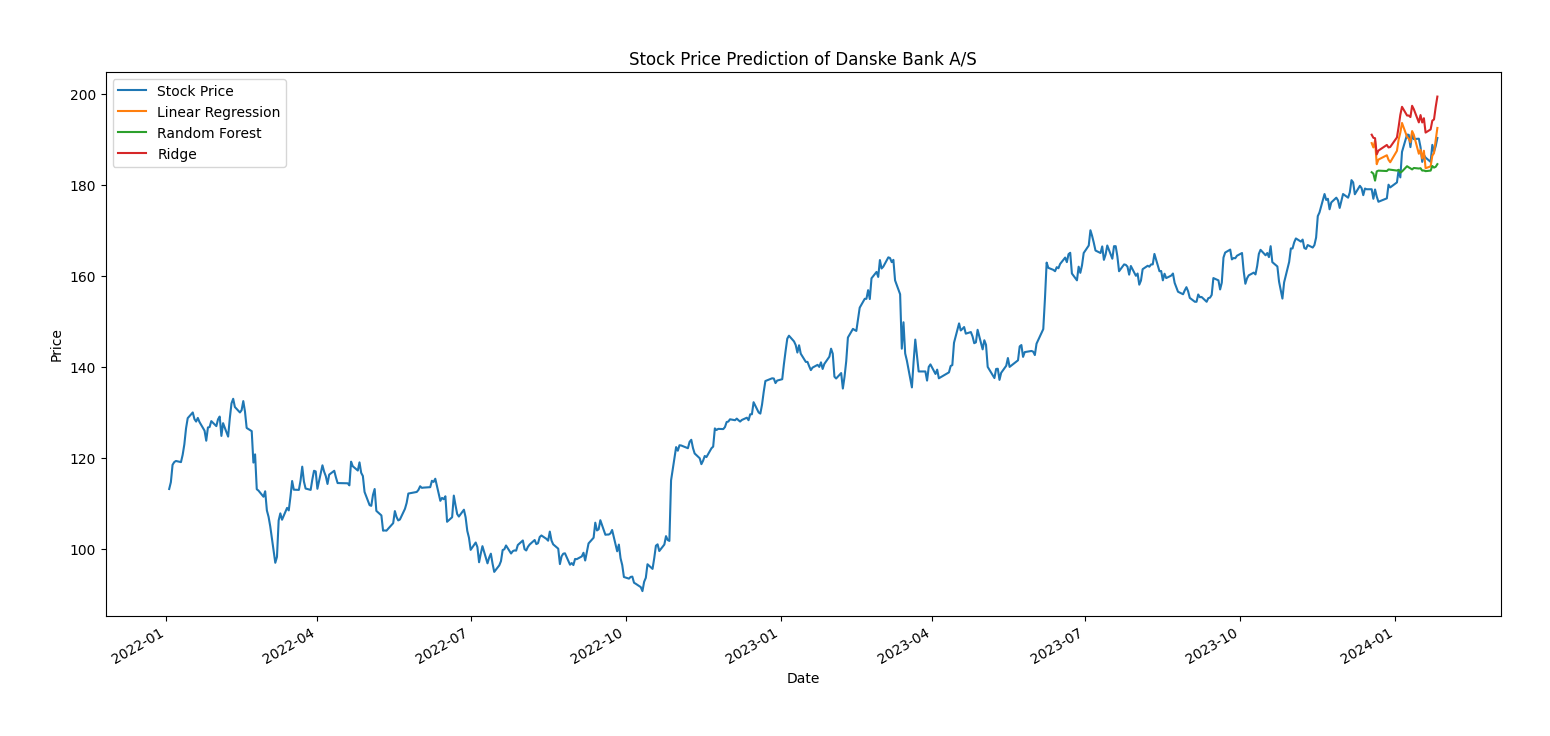 Stock Price Prediction of Danske Bank A/S
Stock Price
Linear Regression
Random Forest
Ridge
200
180
160
140
120
100
Price
2022-01
2022-04
2022-07
2022-10
2023-01
2023-04
2023-07
2023-10
2024-01
Date